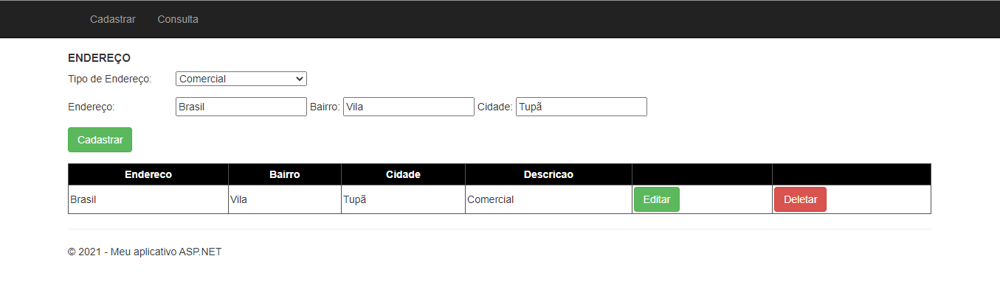 Cadastrar Consulta
ENDEREÇO
Tipo de Endereço: Comercial
Endereço: Brasil Bairro: Vila Cidade: Tupã
Cadastrar
Endereco Bairro Cidade Descricao
Brasil Vila Tupã Comercial Editar Deletar
© 2021 - Meu aplicativo ASP.NET